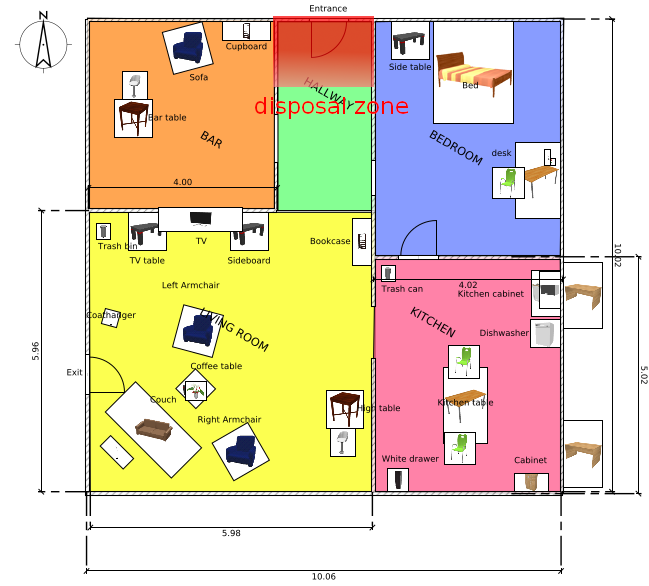 Entrance
N
Cupboard
Sofa
Side table
Bed
HALLWAY
disposal zone
Bar table
BAR
BEDROOM
desk
4.00
TV
Bookcase
Trash bin
TV table
Sideboard
10.02
Left Armchair
Trash can
4.02
Kitchen cabinet
Coathanger
LIVING ROOM
KITCHEN
Dishwasher
5.96
Exit
Coffee table
5.02
Couch
High table
Kitchen table
Right Armchair
White drawer
Cabinet
5.98
10.06